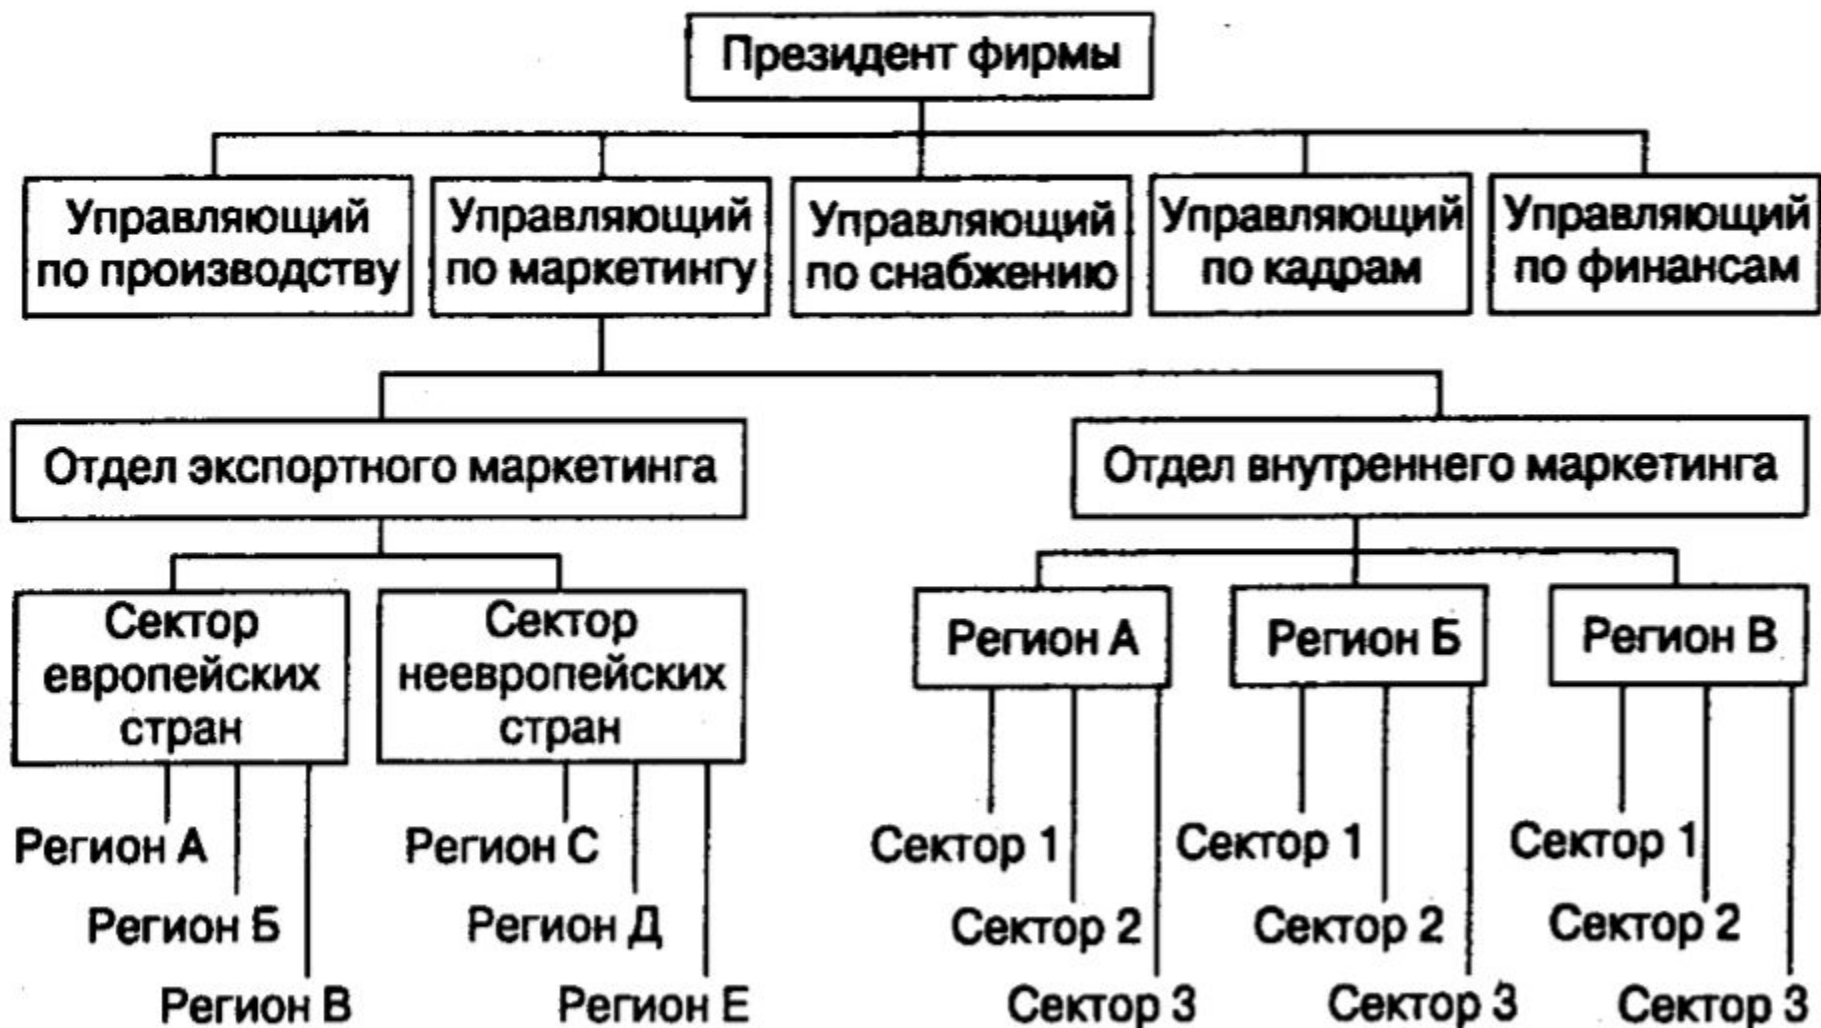 Президент фирмы
Управляющий
по производству
Управляющий
по маркетингу
Управляющий
по снабжению
Управляющий
по кадрам
Управляющий
по финансам
Отдел экспортного маркетинга
Отдел внутреннего маркетинга
Сектор
европейских
стран
Сектор
неевропейских
стран
Регион А
Регион Б
Регион В
Регион А
Регион Б
Регион В
Регион С
Регион Д
Регион Е
Сектор 1
Сектор 2
Сектор 3
Сектор 1
Сектор 2
Сектор 3
Сектор 1
Сектор 2
Сектор 3